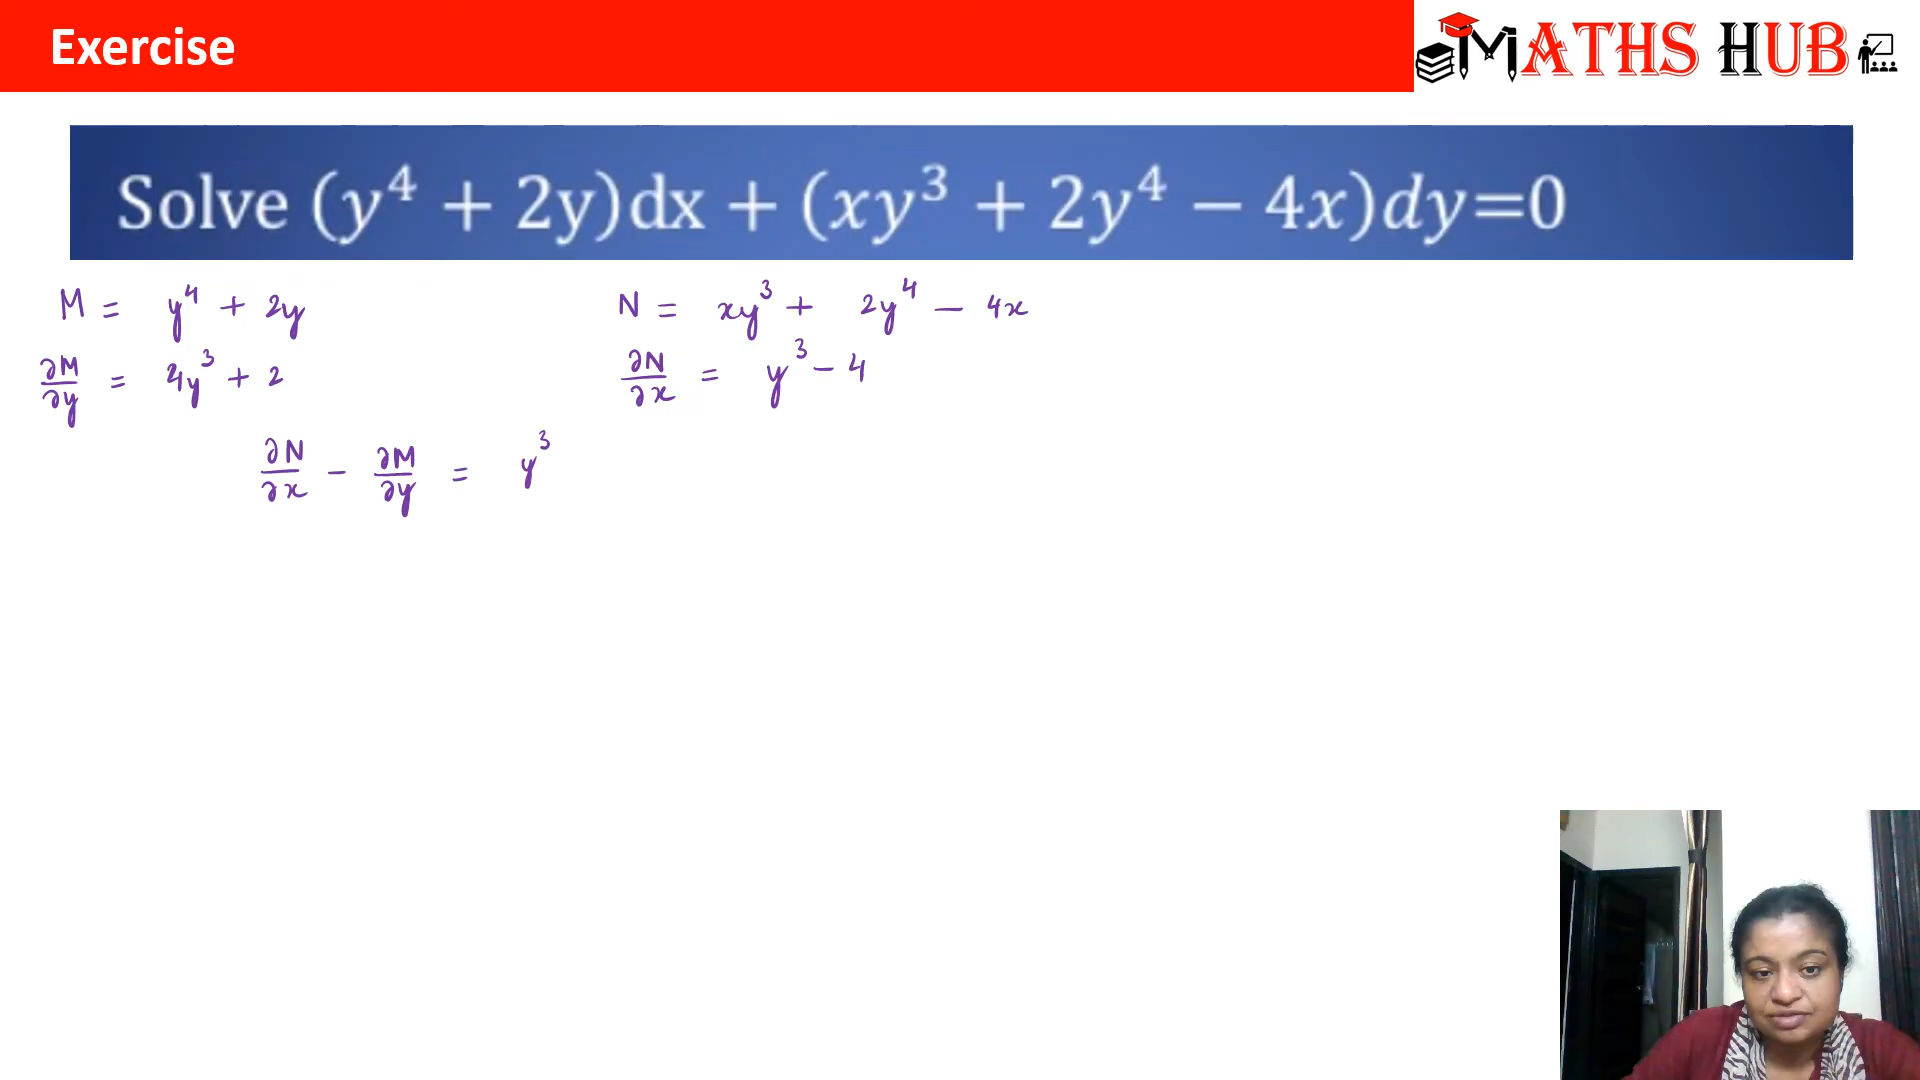 Exercise
MATHS HUB
Solve (y⁴ + 2y)dx + (xy³ + 2y⁴ − 4x)dy=0
M = y⁴ + 2y
N = xy³ + 2y⁴ − 4x
∂M/∂y = 4y³ + 2
∂N/∂x = y³ − 4
∂N/∂x − ∂M/∂y = y³